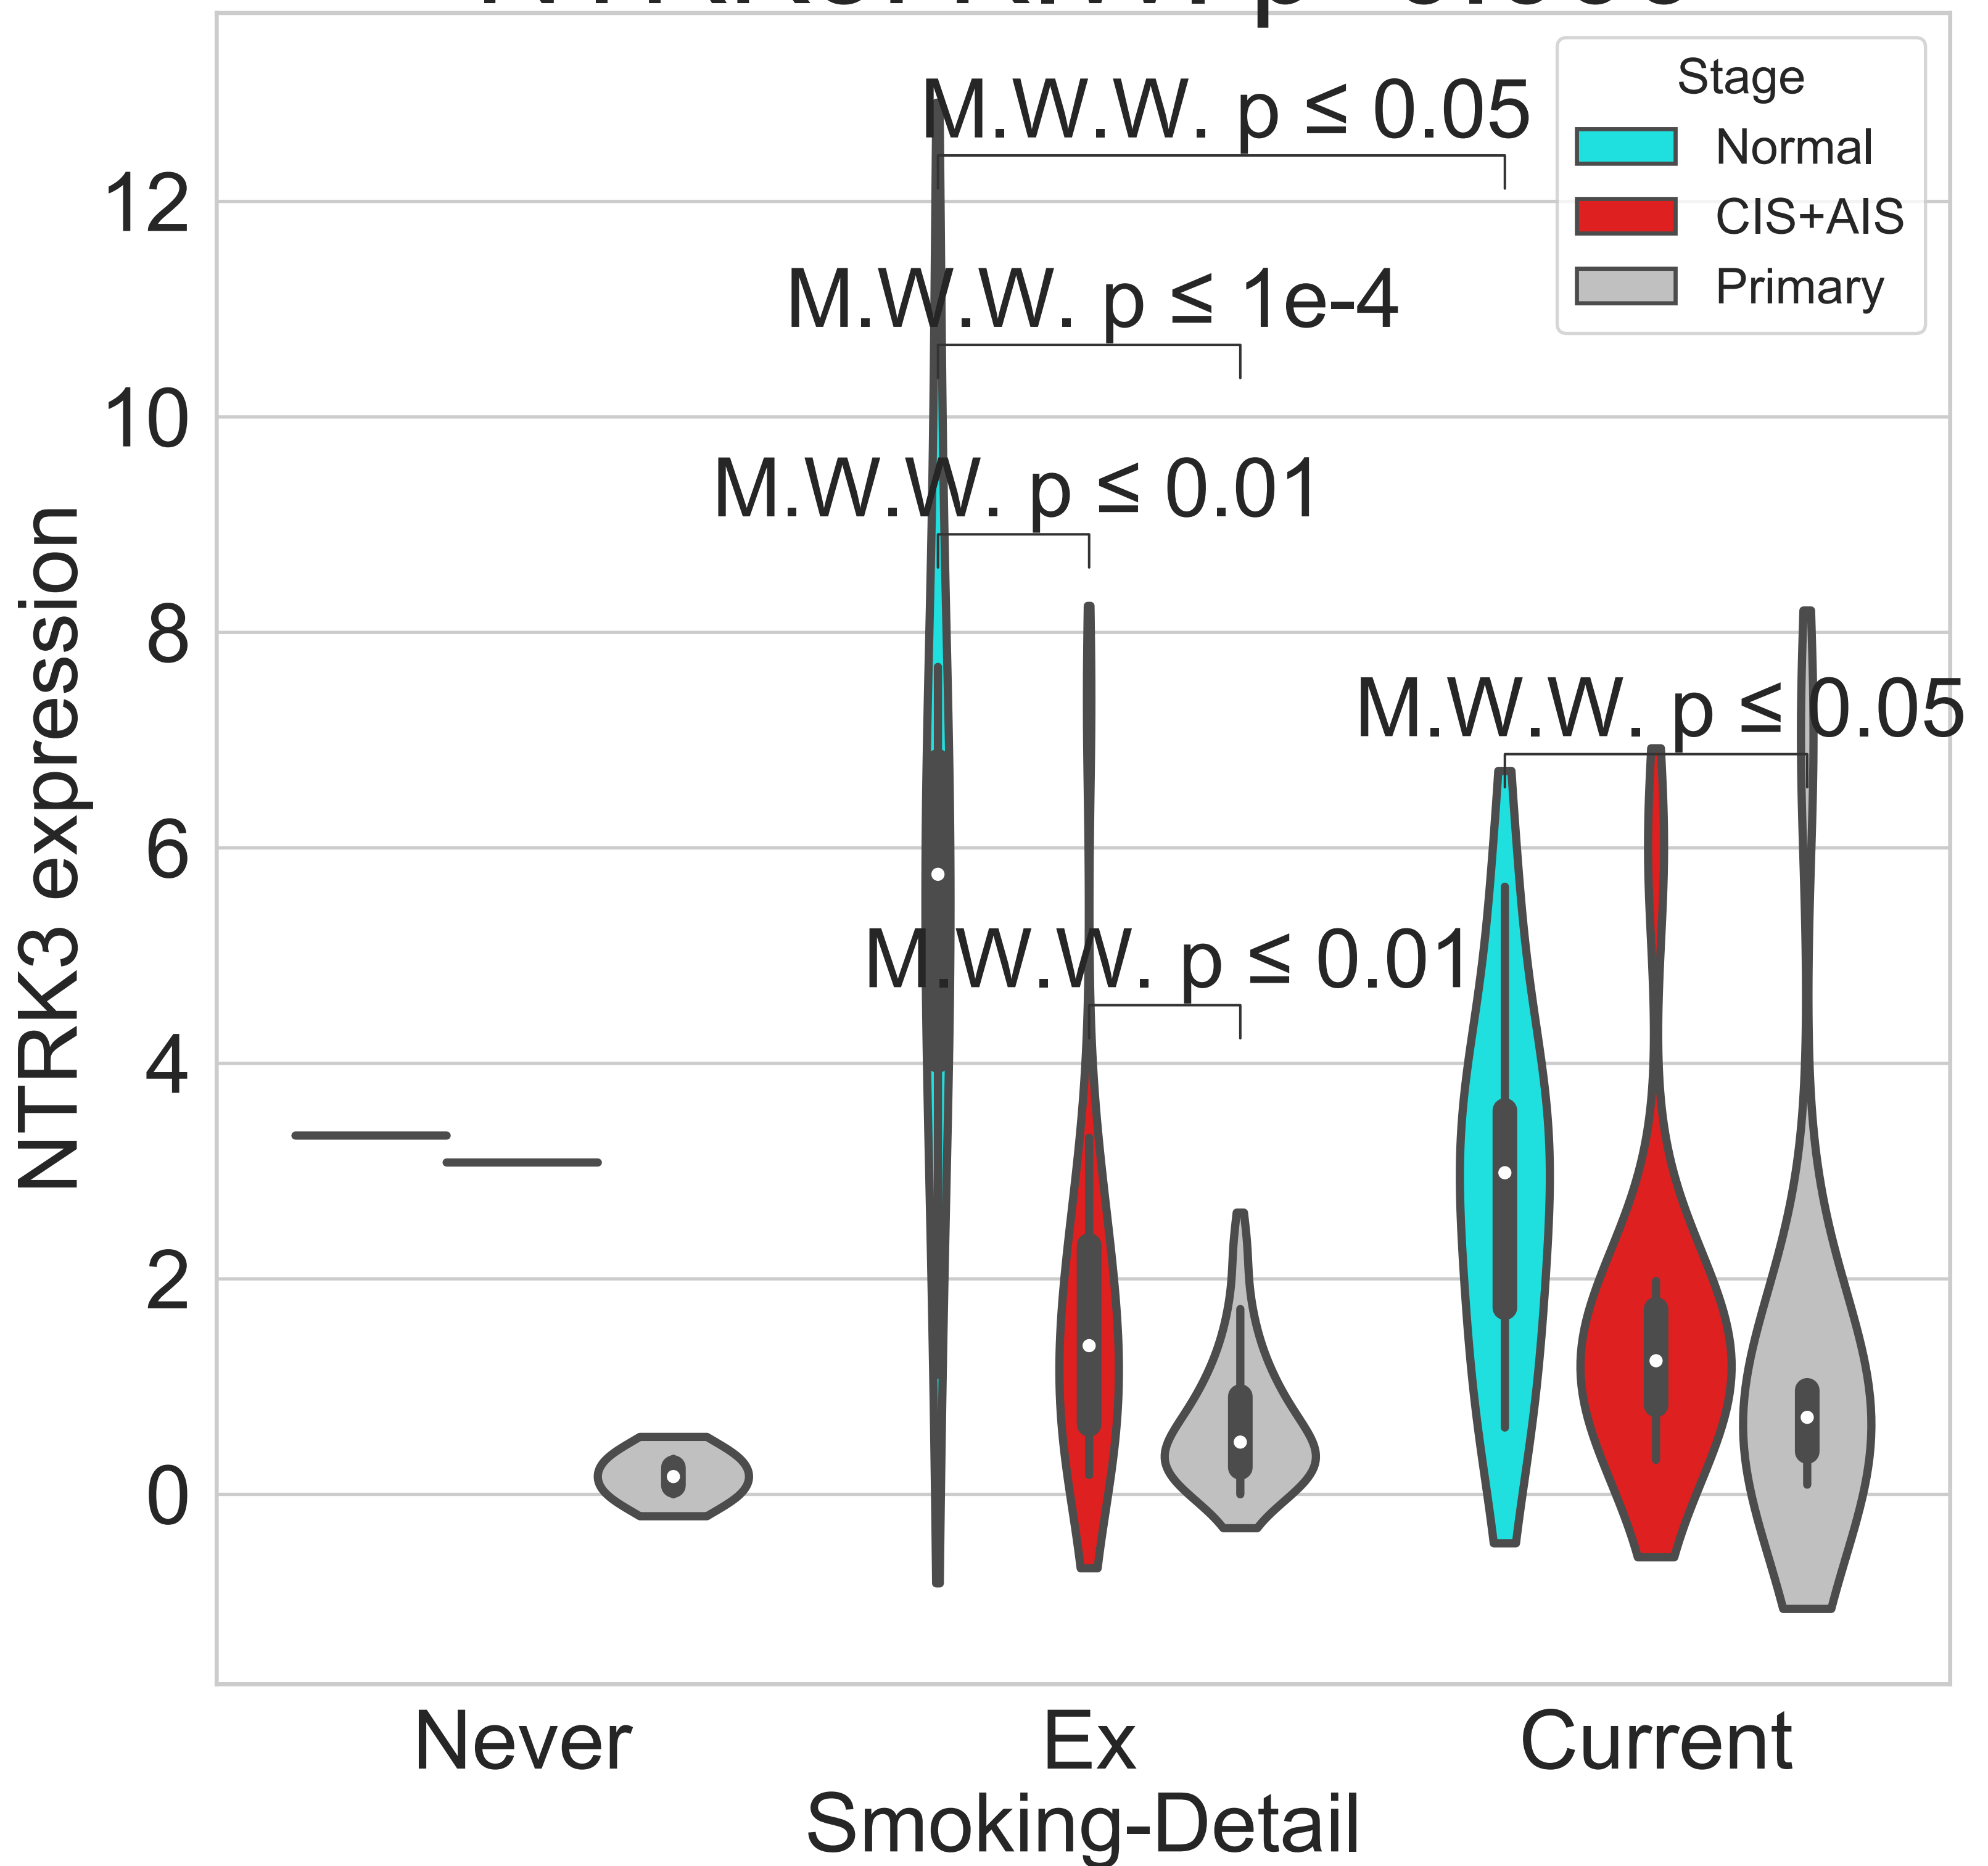 Stage
Normal
CIS+AIS
Primary
M.W.W. p ≤ 0.05
M.W.W. p ≤ 1e-4
M.W.W. p ≤ 0.01
M.W.W. p ≤ 0.05
M.W.W. p ≤ 0.01
12
10
8
6
4
2
0
NTRK3 expression
Never
Ex
Current
Smoking-Detail